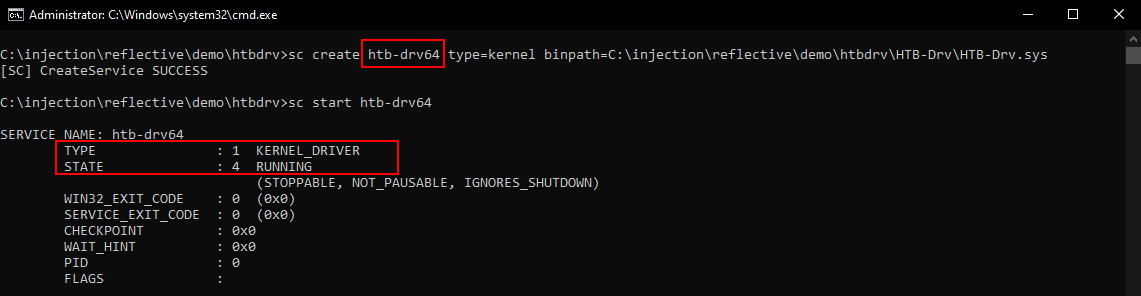 Administrator: C:\Windows\system32\cmd.exe
C:\injection\reflective\demo\htbdrv>sc create htb-drv64 type=kernel binpath=C:\injection\reflective\demo\htbdrv\HTB-Drv\HTB-Drv.sys
[SC] CreateService SUCCESS
C:\injection\reflective\demo\htbdrv>sc start htb-drv64
SERVICE_NAME: htb-drv64
TYPE : 1 KERNEL_DRIVER
STATE : 4 RUNNING
(STOPPABLE, NOT_PAUSABLE, IGNORES_SHUTDOWN)
WIN32_EXIT_CODE : 0 (0x0)
SERVICE_EXIT_CODE : 0 (0x0)
CHECKPOINT : 0x0
WAIT_HINT : 0x0
PID : 0
FLAGS :